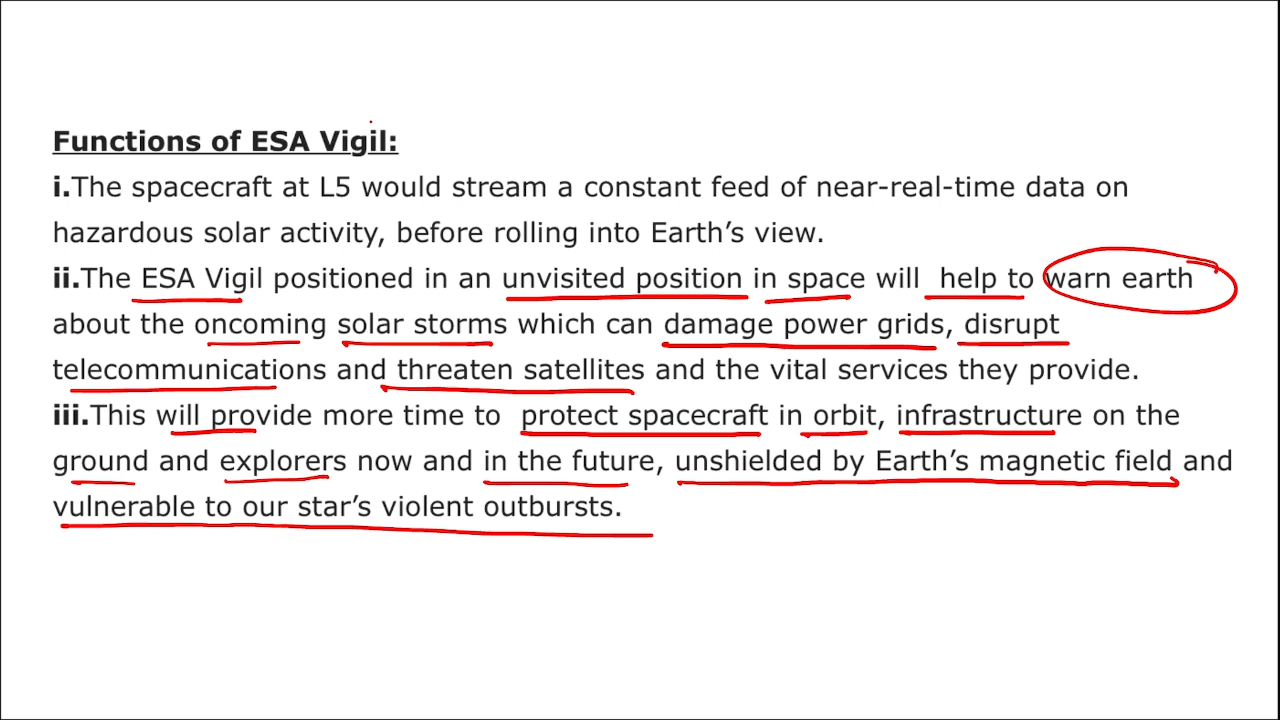 Functions of ESA Vigil:
i.The spacecraft at L5 would stream a constant feed of near-real-time data on
hazardous solar activity, before rolling into Earth’s view.
ii.The ESA Vigil positioned in an unvisited position in space will help to warn earth
about the oncoming solar storms which can damage power grids, disrupt
telecommunications and threaten satellites and the vital services they provide.
iii.This will provide more time to protect spacecraft in orbit, infrastructure on the
ground and explorers now and in the future, unshielded by Earth’s magnetic field and
vulnerable to our star’s violent outbursts.